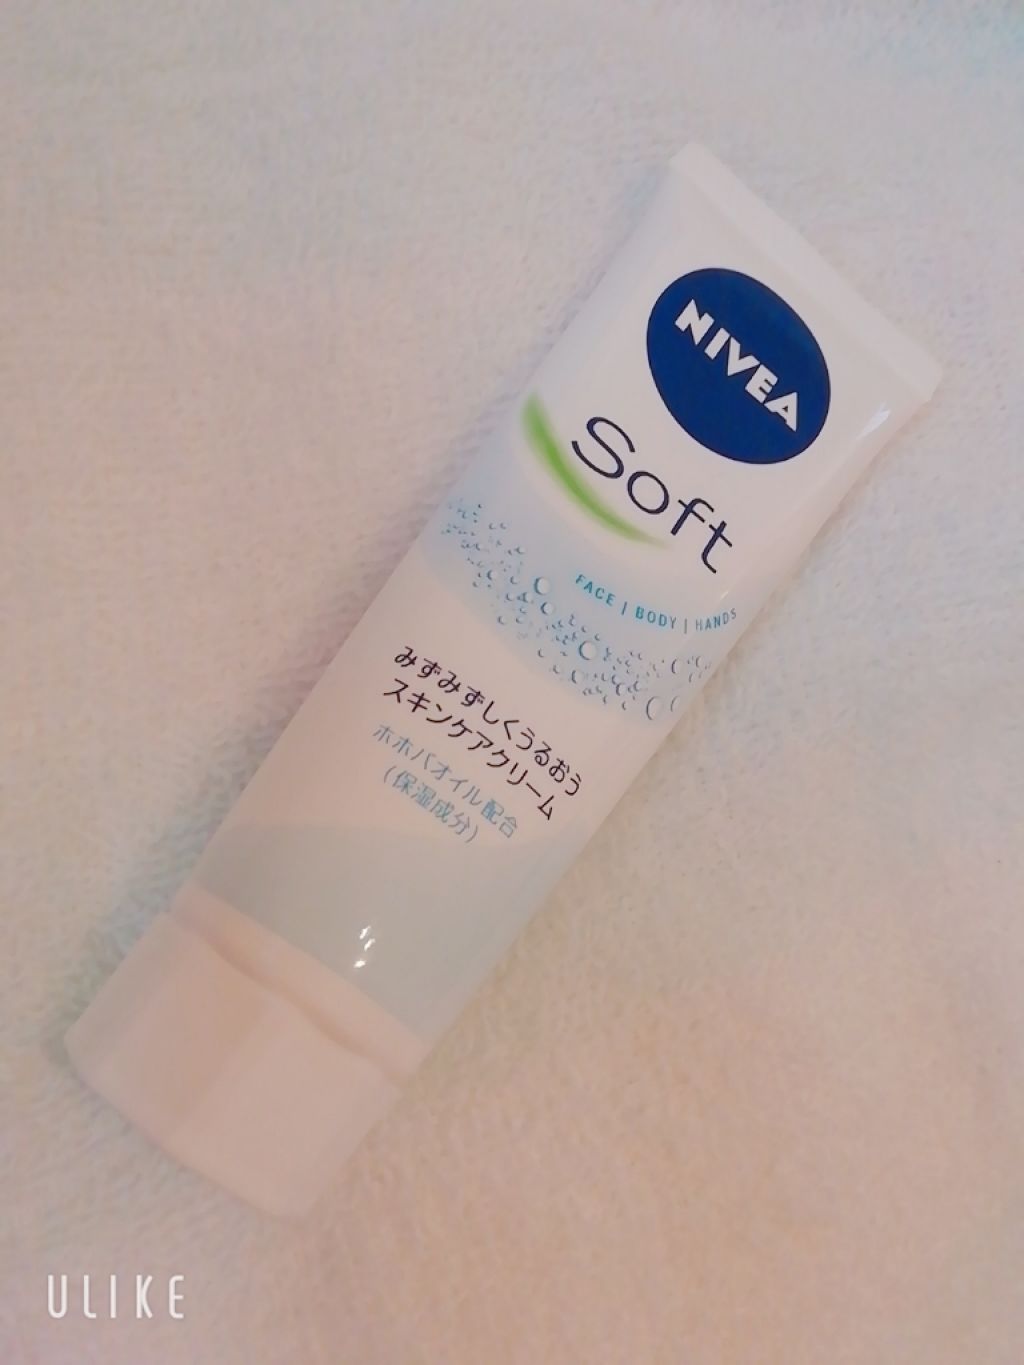 NIVEA
Soft
FACE | BODY | HANDS
みずみずしくうるおう
スキンケアクリーム
ホホバオイル配合
(保湿成分)
ULIKE